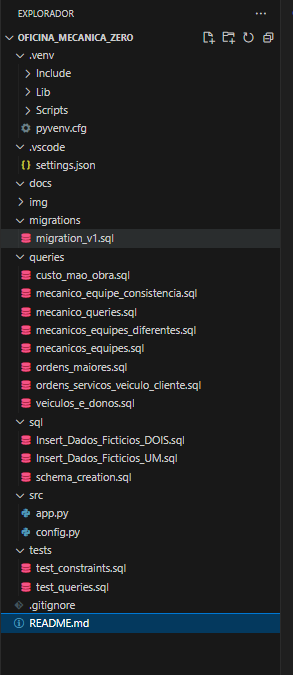 EXPLORADOR
OFICINA_MECANICA_ZERO
.venv
Include
Lib
Scripts
pyvenv.cfg
.vscode
settings.json
docs
img
migrations
migration_v1.sql
queries
custo_mao_obra.sql
mecanico_equipe_consistencia.sql
mecanico_queries.sql
mecanicos_equipes_diferentes.sql
mecanicos_equipes.sql
ordens_maiores.sql
ordens_servicos_veiculo_cliente.sql
veiculos_e_donos.sql
sql
Insert_Dados_Ficticios_DOIS.sql
Insert_Dados_Ficticios_UM.sql
schema_creation.sql
src
app.py
config.py
tests
test_constraints.sql
test_queries.sql
.gitignore
README.md